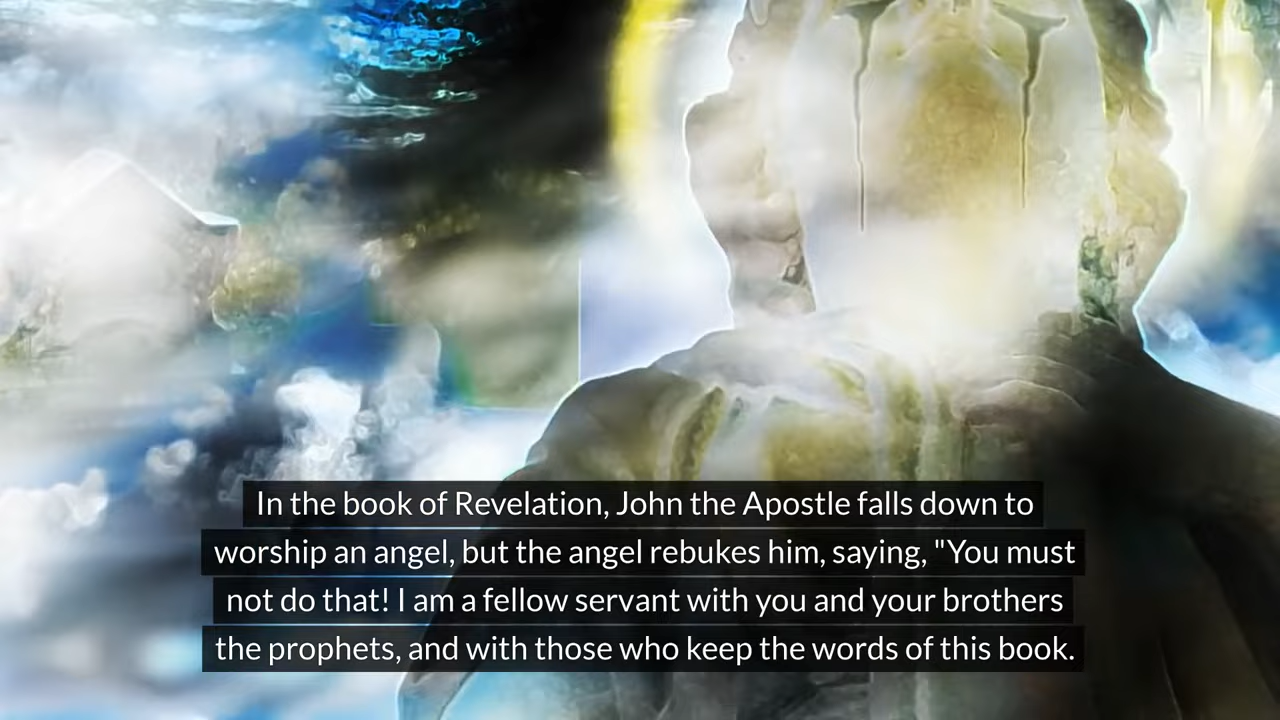 In the book of Revelation, John the Apostle falls down to
worship an angel, but the angel rebukes him, saying, "You must
not do that! I am a fellow servant with you and your brothers
the prophets, and with those who keep the words of this book.